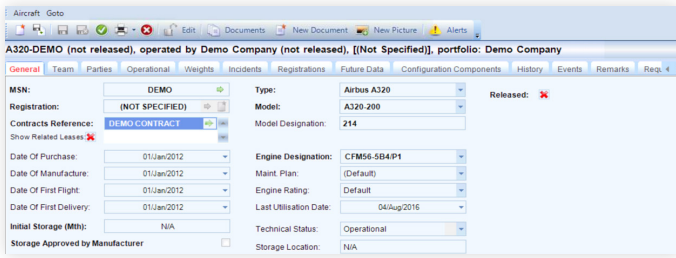 Aircraft Goto
Edit Documents New Document New Picture Alerts
A320-DEMO (not released), operated by Demo Company (not released), [(Not Specified)], portfolio: Demo Company
General Team Parties Operational Weights Incidents Registrations Future Data Configuration Components History Events Remarks Requ
MSN: DEMO Type: Airbus A320 Released:
Registration: (NOT SPECIFIED) Model: A320-200
Contracts Reference: DEMO CONTRACT Model Designation: 214
Show Related Leases:
Date Of Purchase: 01/Jan/2012 Engine Designation: CFM56-5B4/P1
Date Of Manufacture: 01/Jan/2012 Maint. Plan: (Default)
Date Of First Flight: 01/Jan/2012 Engine Rating: Default
Date Of First Delivery: 01/Jan/2012 Last Utilisation Date: 04/Aug/2016
Initial Storage (Mth): N/A Technical Status: Operational
Storage Approved by Manufacturer Storage Location: N/A